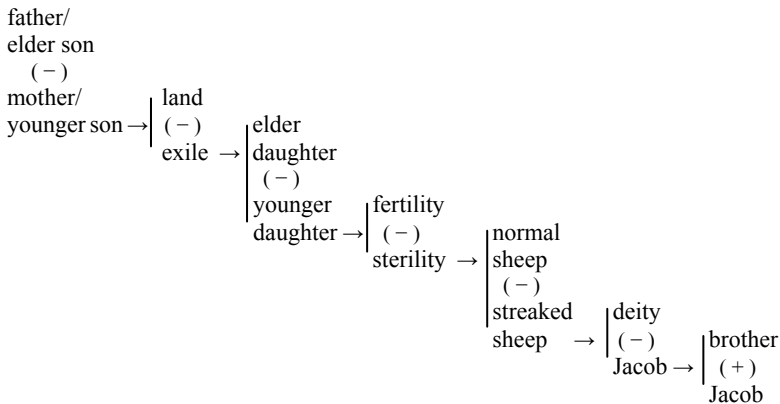 father/
elder son
( − )
mother/
younger son →
land
( − )
exile →
elder
daughter
( − )
younger
daughter →
fertility
( − )
sterility →
normal
sheep
( − )
streaked
sheep →
deity
( − )
Jacob →
brother
( + )
Jacob